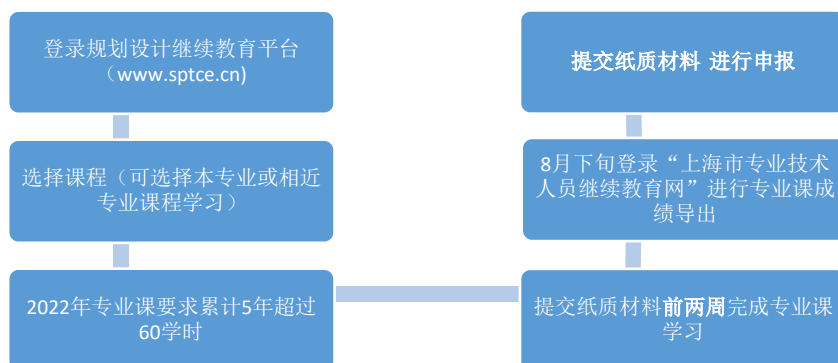 登录规划设计继续教育平台
（www.sptce.cn)
选择课程（可选择本专业或相近
专业课程学习）
2022年专业课要求累计5年超过
60学时
提交纸质材料前两周完成专业课
学习
8月下旬登录“上海市专业技术
人员继续教育网”进行专业课成
绩导出
提交纸质材料 进行申报